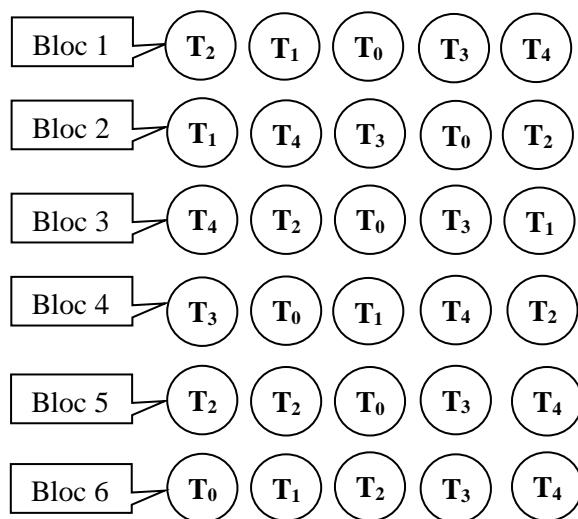 Bloc 1 T₂ T₁ T₀ T₃ T₄
Bloc 2 T₁ T₄ T₃ T₀ T₂
Bloc 3 T₄ T₂ T₀ T₃ T₁
Bloc 4 T₃ T₀ T₁ T₄ T₂
Bloc 5 T₂ T₂ T₀ T₃ T₄
Bloc 6 T₀ T₁ T₂ T₃ T₄